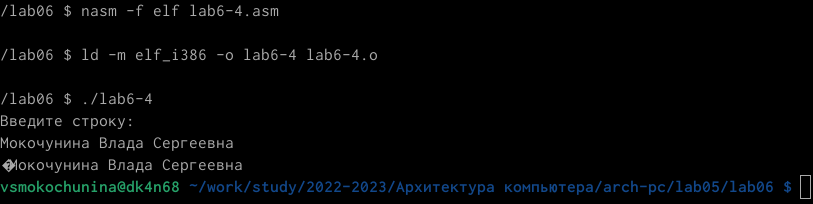 /lab06 $ nasm -f elf lab6-4.asm
/lab06 $ ld -m elf_i386 -o lab6-4 lab6-4.o
/lab06 $ ./lab6-4
Введите строку:
Мокочунина Влада Сергеевна
�Мокочунина Влада Сергеевна
vsmokochunina@dk4n68 ~/work/study/2022-2023/Архитектура компьютера/arch-pc/lab05/lab06 $